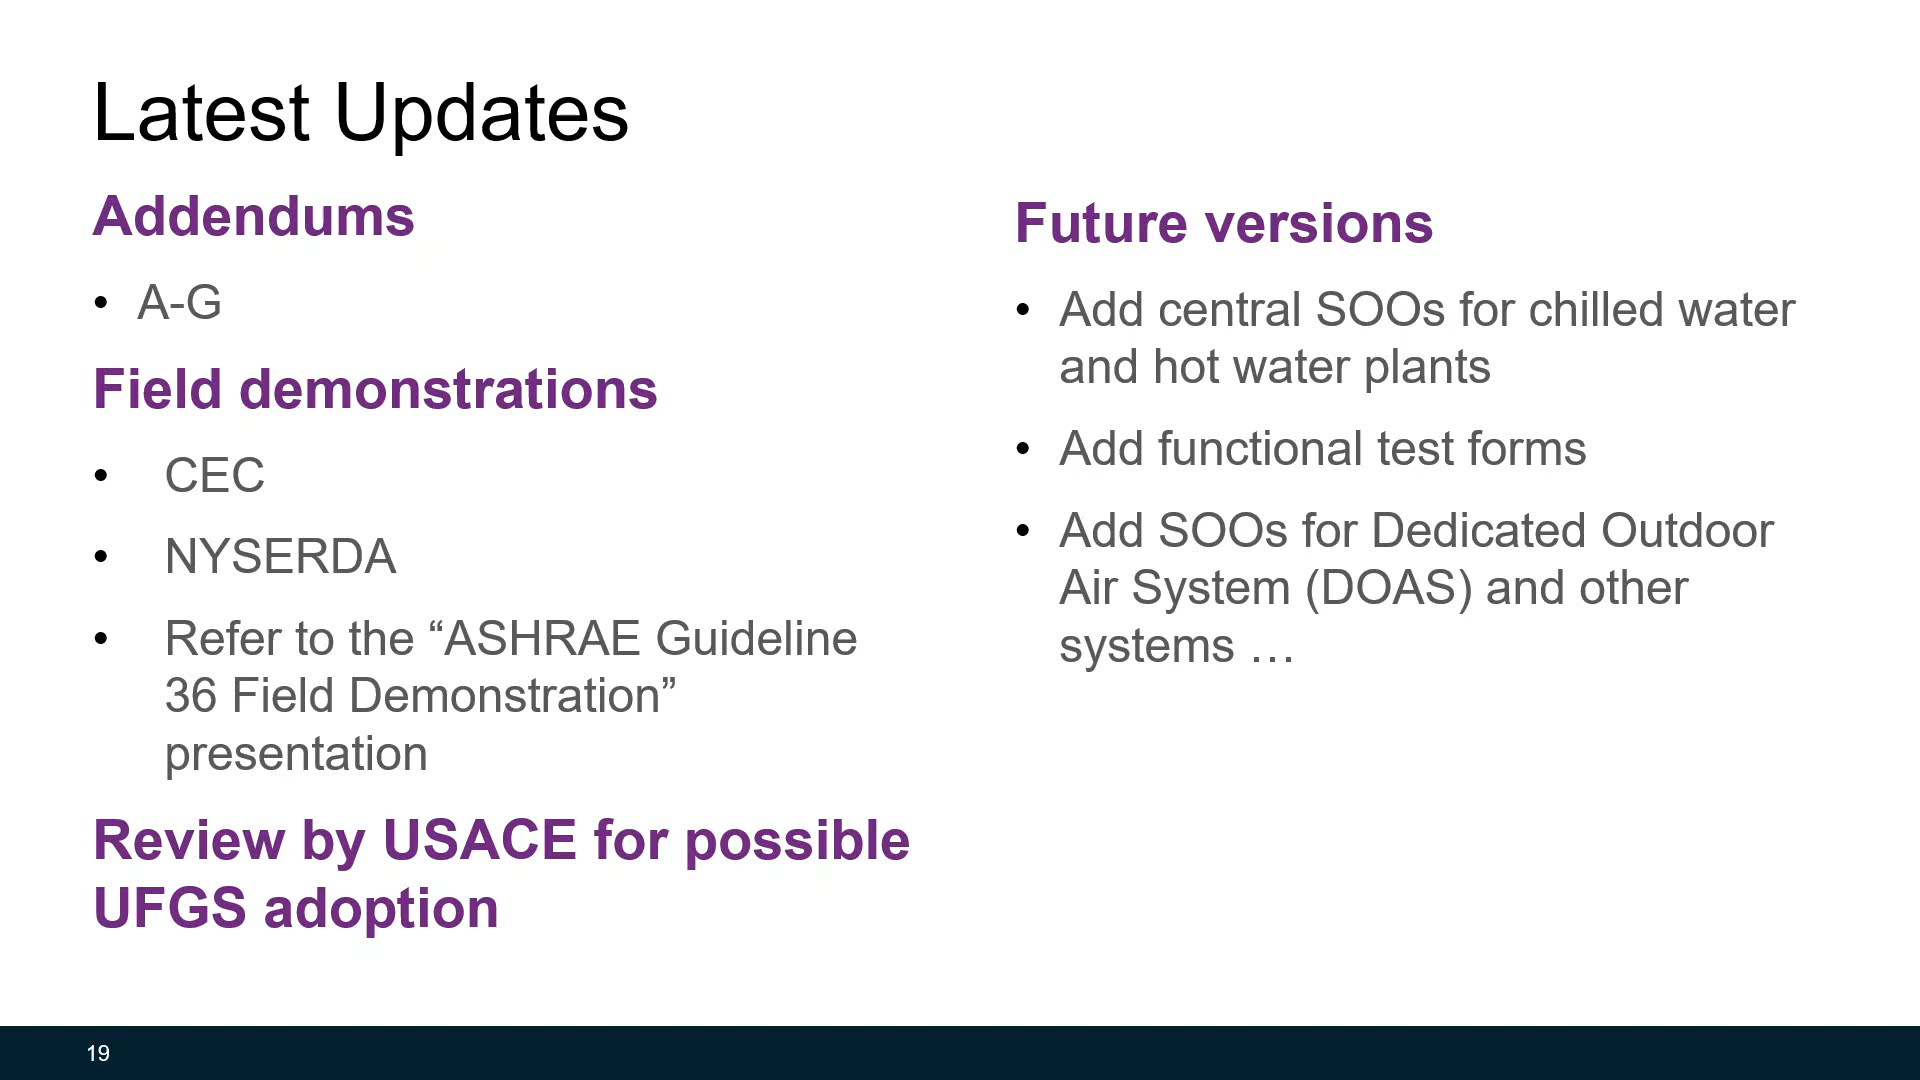 Latest Updates
Addendums
• A-G
Field demonstrations
• CEC
• NYSERDA
• Refer to the “ASHRAE Guideline
36 Field Demonstration”
presentation
Review by USACE for possible
UFGS adoption
Future versions
• Add central SOOs for chilled water
and hot water plants
• Add functional test forms
• Add SOOs for Dedicated Outdoor
Air System (DOAS) and other
systems …
19